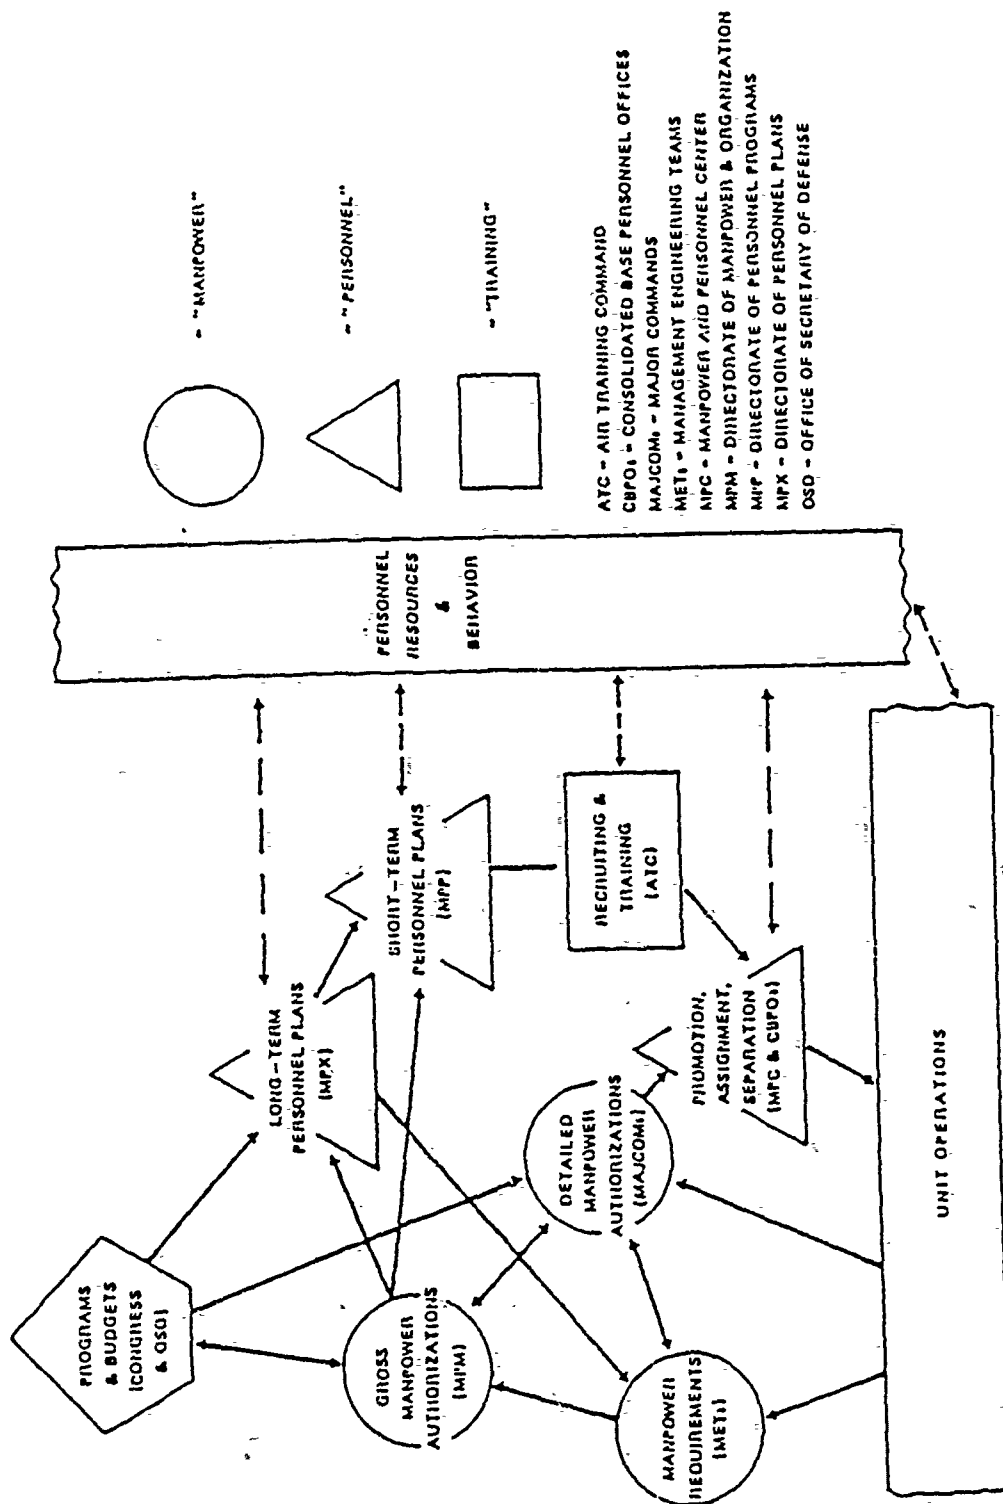 PROGRAMS
& BUDGETS
(CONGRESS
& OSD)
GROSS
MANPOWER
AUTHORIZATIONS
(MPM)
MANPOWER
REQUIREMENTS
(METs)
LONG-TERM
PERSONNEL PLANS
(MPX)
SHORT-TERM
PERSONNEL PLANS
(MPP)
DETAILED
MANPOWER
AUTHORIZATIONS
(MAJCOMs)
RECRUITING &
TRAINING
(ATC)
PROMOTION,
ASSIGNMENT,
SEPARATION
(MPC & CBPOs)
UNIT OPERATIONS
PERSONNEL
RESOURCES
&
BEHAVIOR
- "MANPOWER"
- "PERSONNEL"
- "TRAINING"
ATC - AIR TRAINING COMMAND
CBPOs - CONSOLIDATED BASE PERSONNEL OFFICES
MAJCOMs - MAJOR COMMANDS
METs - MANAGEMENT ENGINEERING TEAMS
MPC - MANPOWER AND PERSONNEL CENTER
MPM - DIRECTORATE OF MANPOWER & ORGANIZATION
MPP - DIRECTORATE OF PERSONNEL PROGRAMS
MPX - DIRECTORATE OF PERSONNEL PLANS
OSD - OFFICE OF SECRETARY OF DEFENSE